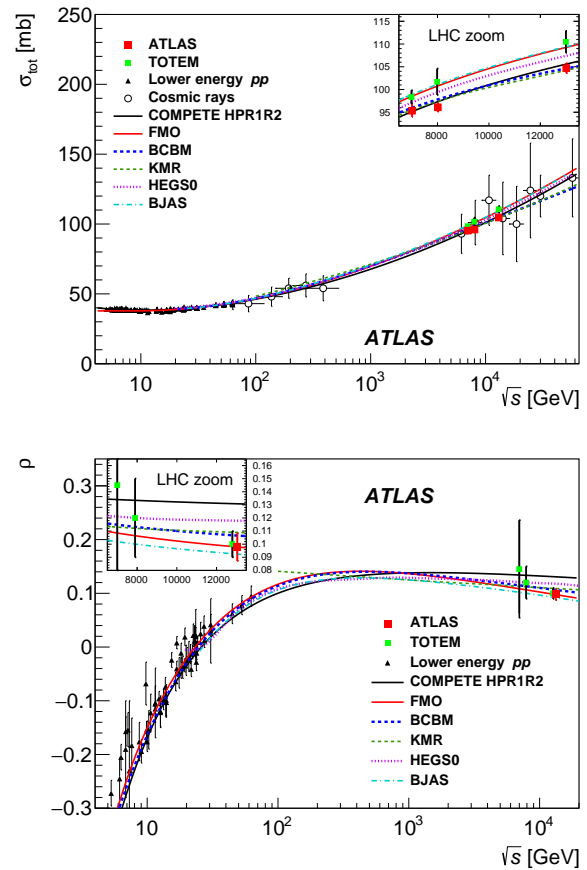 σtot [mb]
250
200
150
100
50
0
ATLAS
TOTEM
Lower energy pp
Cosmic rays
COMPETE HPR1R2
FMO
BCBM
KMR
HEGS0
BJAS
LHC zoom
115
110
105
100
95
8000 10000 12000
ATLAS
10 10² 10³ 10⁴
√s [GeV]
ρ
0.3
0.2
0.1
0
−0.1
−0.2
−0.3
LHC zoom
0.16
0.15
0.14
0.13
0.12
0.11
0.1
0.09
0.08
8000 10000 12000
ATLAS
ATLAS
TOTEM
Lower energy pp
COMPETE HPR1R2
FMO
BCBM
KMR
HEGS0
BJAS
10 10² 10³ 10⁴
√s [GeV]